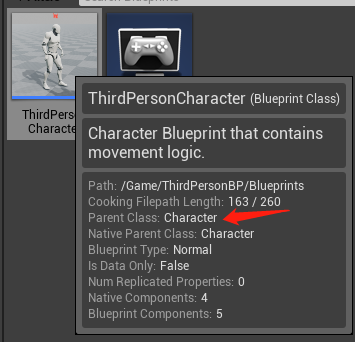 Search Blueprints
ThirdPerson
Character
ThirdPersonCharacter (Blueprint Class)
Character Blueprint that contains
movement logic.
Path: /Game/ThirdPersonBP/Blueprints
Cooking Filepath Length: 163 / 260
Parent Class: Character
Native Parent Class: Character
Blueprint Type: Normal
Is Data Only: False
Num Replicated Properties: 0
Native Components: 4
Blueprint Components: 5